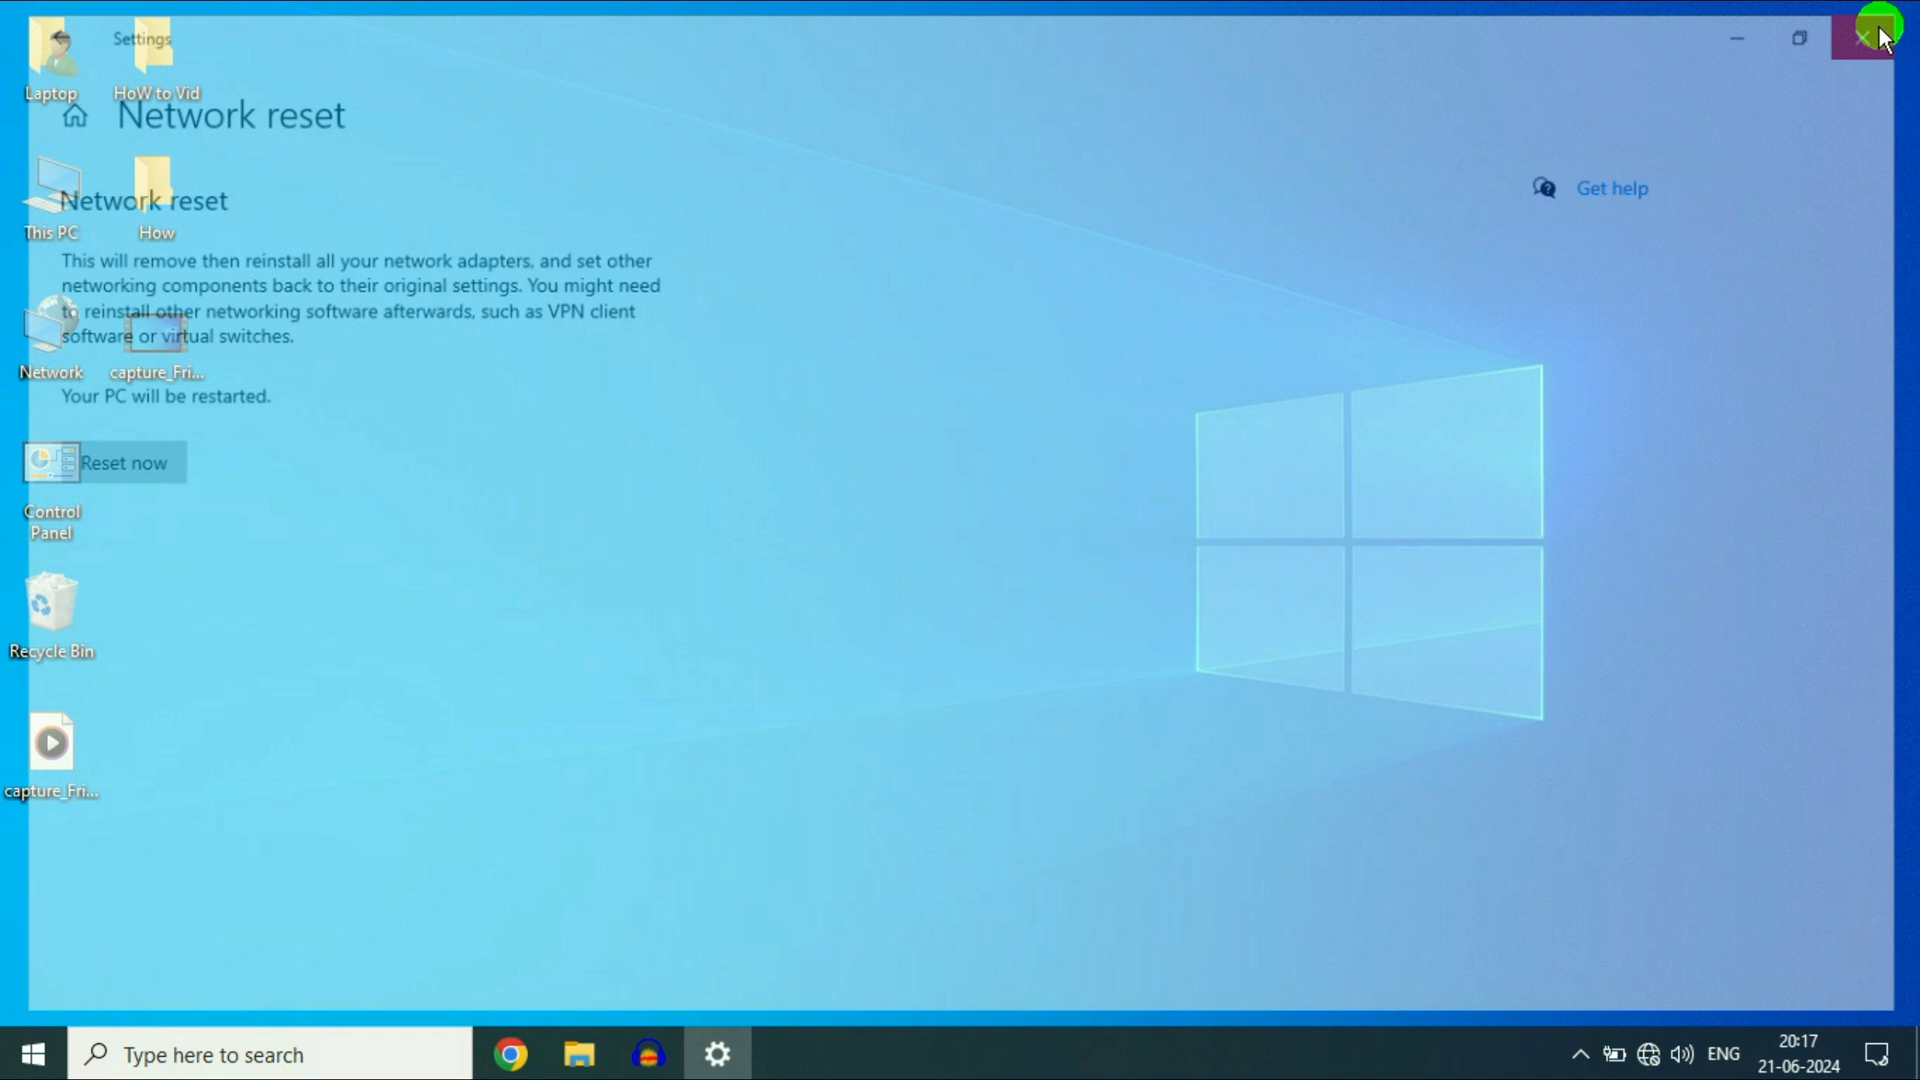 Settings
Laptop
HoW to Vid
Network reset
Network reset
Get help
This PC
How
This will remove then reinstall all your network adapters, and set other
networking components back to their original settings. You might need
to reinstall other networking software afterwards, such as VPN client
software or virtual switches.
Network
capture_Fri...
Your PC will be restarted.
Reset now
Control
Panel
Recycle Bin
capture_Fri...
Type here to search
ENG
20:17
21-06-2024